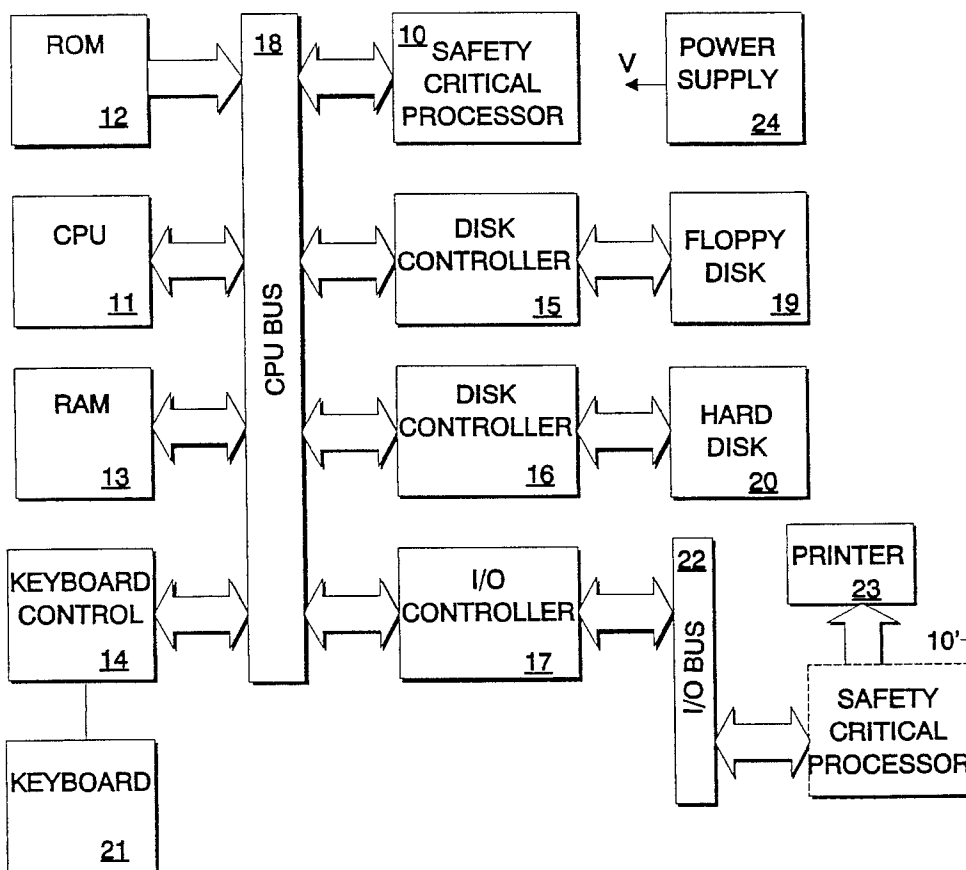 ROM
12
18
10
SAFETY
CRITICAL
PROCESSOR
V
POWER
SUPPLY
24
CPU
11
CPU BUS
DISK
CONTROLLER
15
FLOPPY
DISK
19
RAM
13
DISK
CONTROLLER
16
HARD
DISK
20
KEYBOARD
CONTROL
14
I/O
CONTROLLER
17
22
I/O BUS
PRINTER
23
10'
SAFETY
CRITICAL
PROCESSOR
KEYBOARD
21